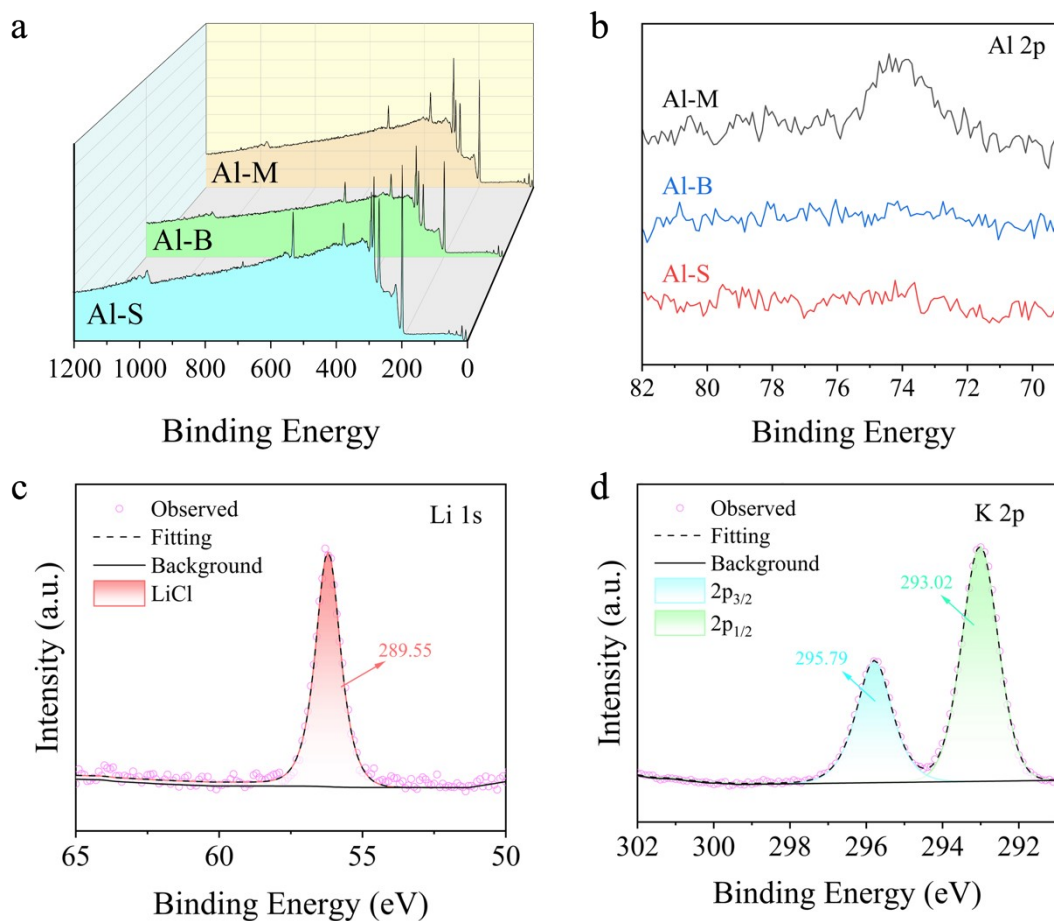 a
Al-M
Al-B
Al-S
1200 1000 800 600 400 200 0
Binding Energy
b
Al 2p
Al-M
Al-B
Al-S
82 80 78 76 74 72 70
Binding Energy
c
Observed
Fitting
Background
LiCl
Li 1s
289.55
Intensity (a.u.)
65 60 55 50
Binding Energy (eV)
d
Observed
Fitting
Background
2p3/2
2p1/2
K 2p
293.02
295.79
Intensity (a.u.)
302 300 298 296 294 292
Binding Energy (eV)